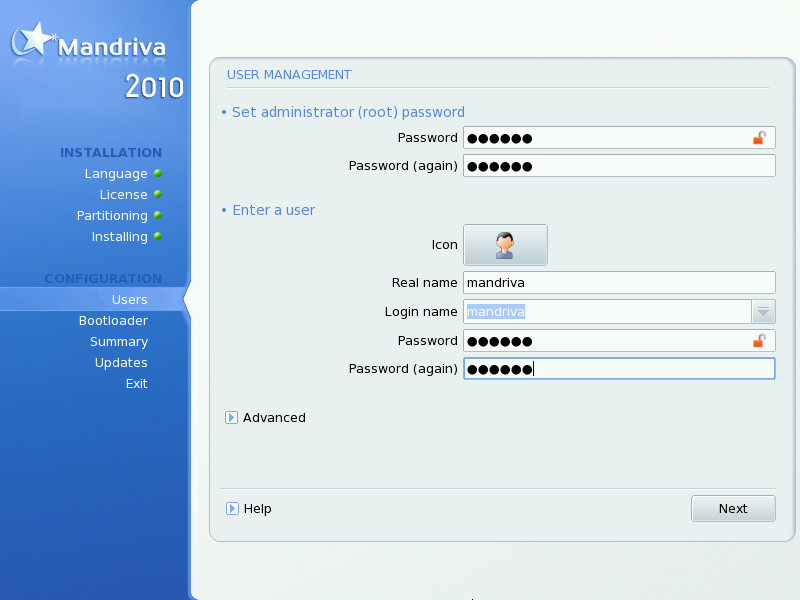 Mandriva
2010
INSTALLATION
Language
License
Partitioning
Installing
CONFIGURATION
Users
Bootloader
Summary
Updates
Exit
USER MANAGEMENT
• Set administrator (root) password
Password ●●●●●●
Password (again) ●●●●●●
• Enter a user
Icon
Real name mandriva
Login name mandriva
Password ●●●●●●
Password (again) ●●●●●●
Advanced
Help
Next